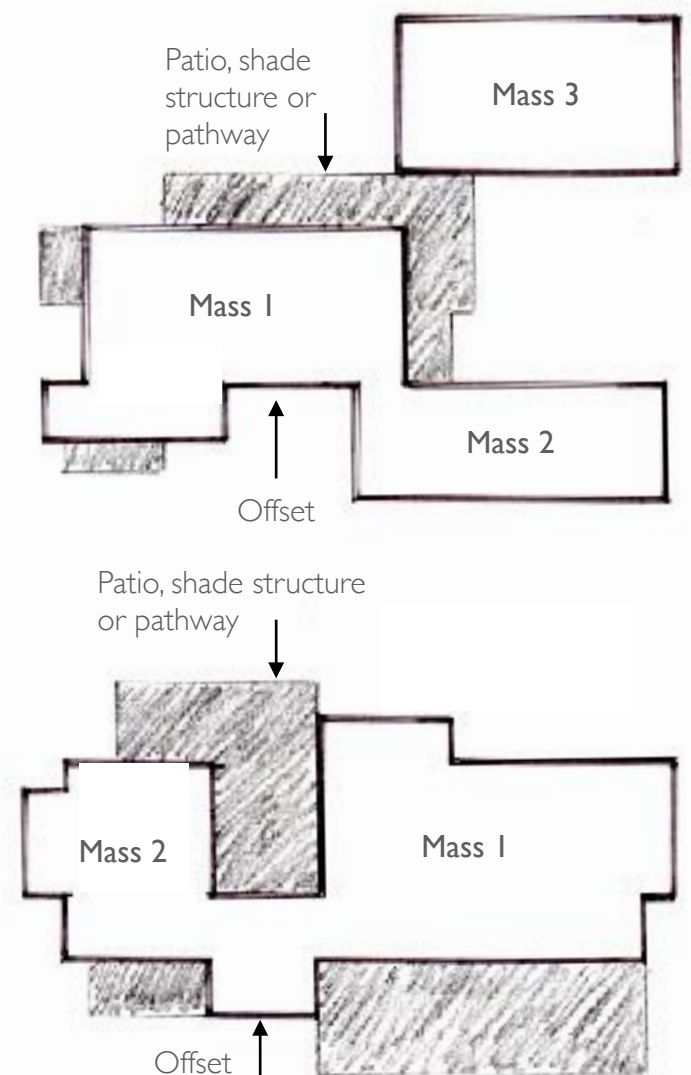 Patio, shade
structure or
pathway
Mass 3
Mass 1
Mass 2
Offset
Patio, shade structure
or pathway
Mass 2
Mass 1
Offset